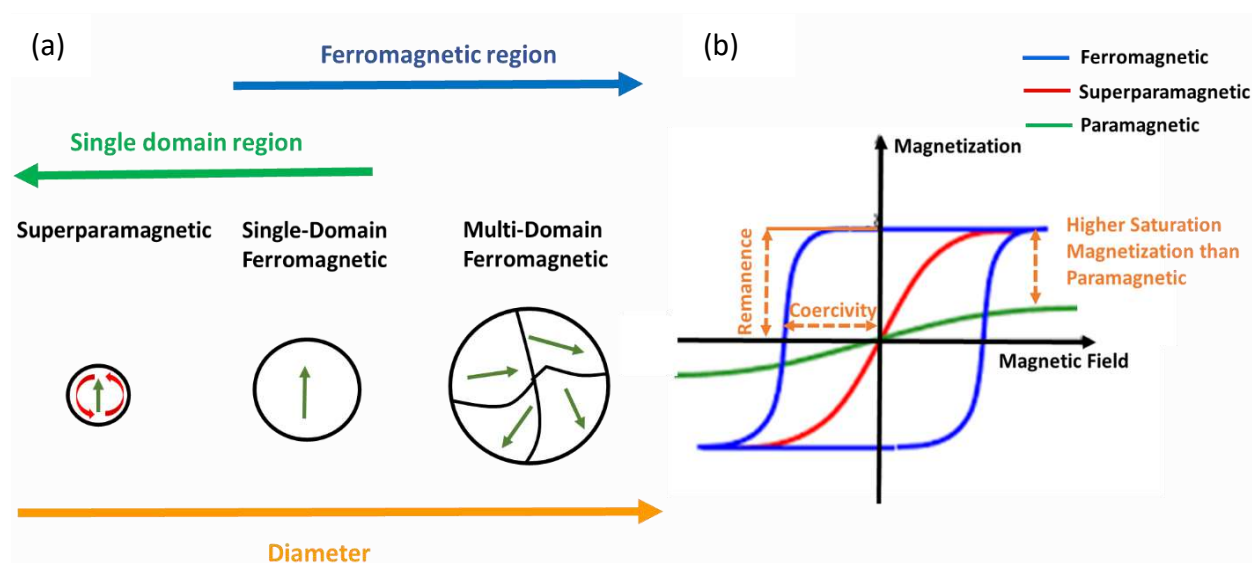 (a)
Ferromagnetic region
Single domain region
Superparamagnetic
Single-Domain
Ferromagnetic
Multi-Domain
Ferromagnetic
Diameter
(b)
Ferromagnetic
Superparamagnetic
Paramagnetic
Magnetization
Higher Saturation
Magnetization than
Paramagnetic
Remanence
Coercivity
Magnetic Field